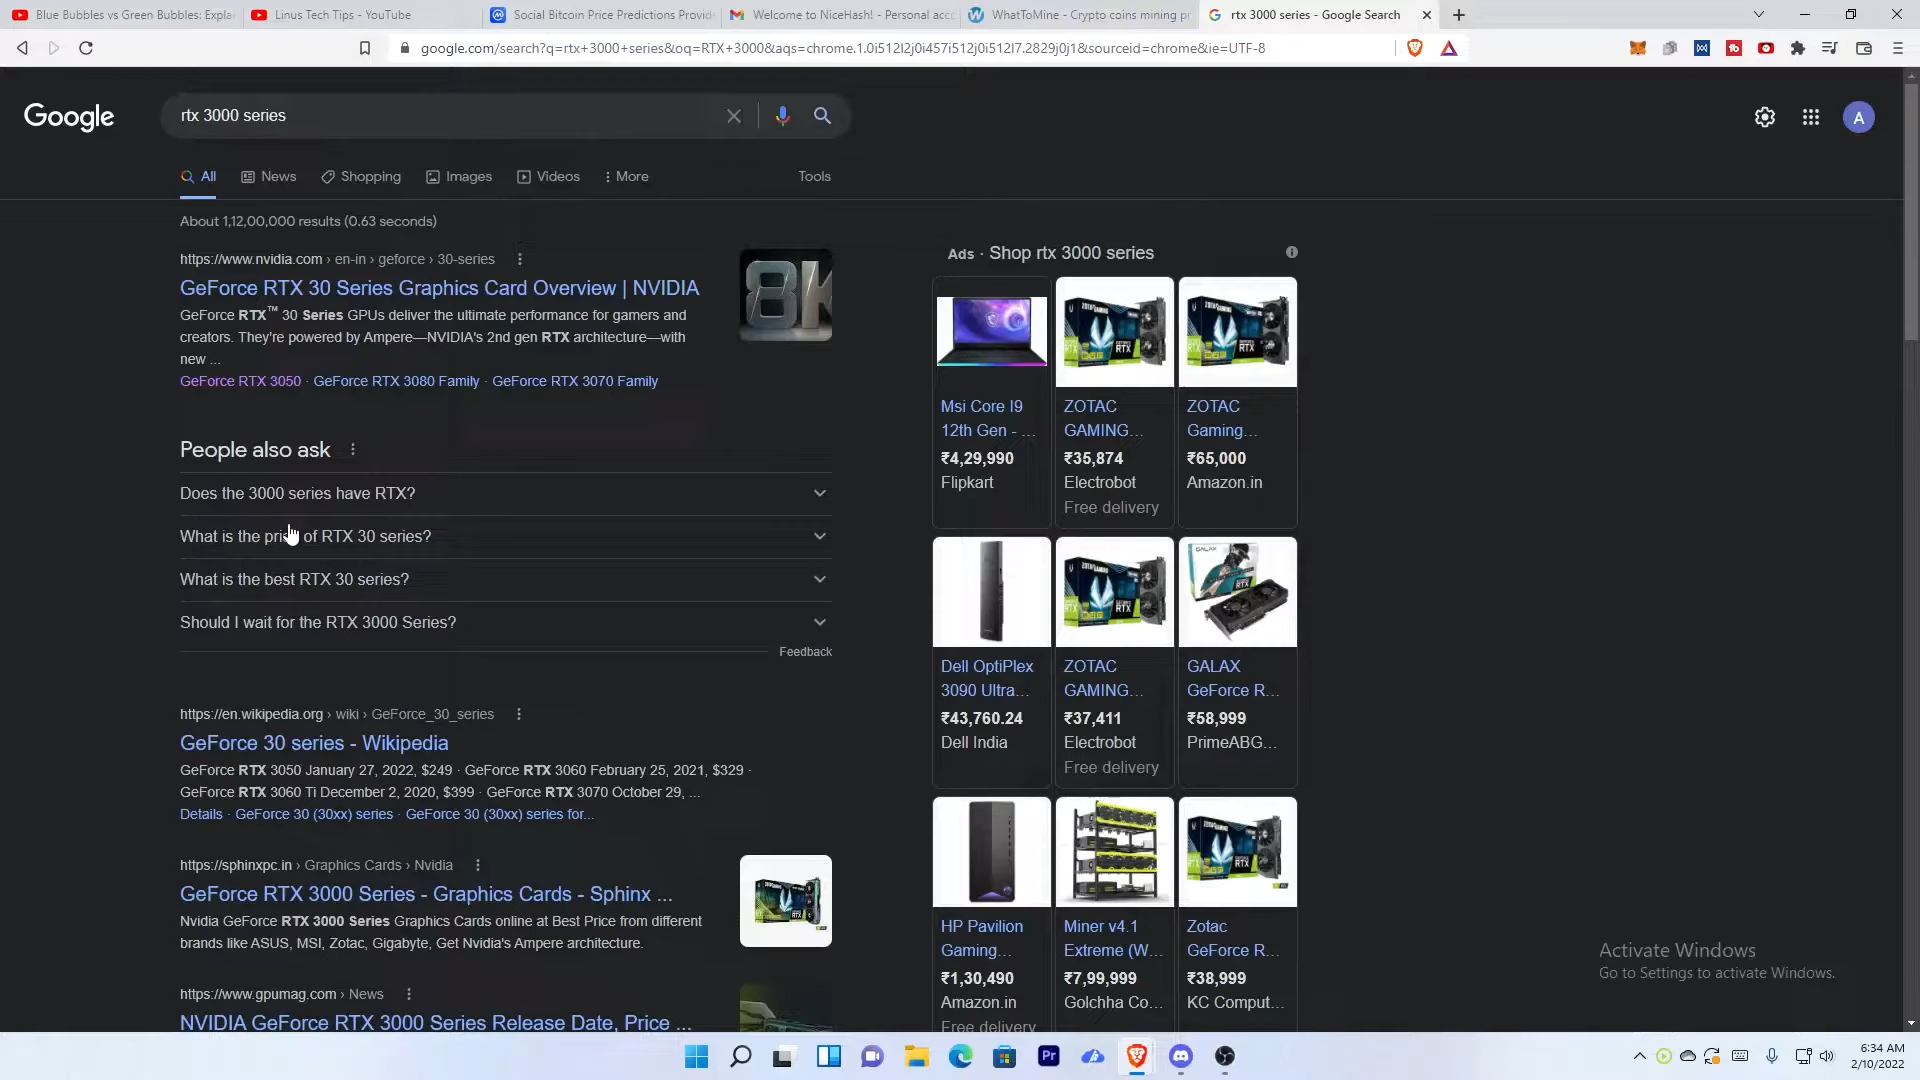 Blue Bubbles vs Green Bubbles: Expla
Linus Tech Tips - YouTube
Social Bitcoin Price Predictions Provid
Welcome to NiceHash! - Personal acc
WhatToMine - Crypto coins mining pr
rtx 3000 series - Google Search
google.com/search?q=rtx+3000+series&oq=RTX+3000&aqs=chrome.1.0i512l2j0i457i512j0i512l7.2829j0j1&sourceid=chrome&ie=UTF-8
Google
rtx 3000 series
A
All
News
Shopping
Images
Videos
More
Tools
About 1,12,00,000 results (0.63 seconds)
https://www.nvidia.com › en-in › geforce › 30-series
GeForce RTX 30 Series Graphics Card Overview | NVIDIA
GeForce RTX™ 30 Series GPUs deliver the ultimate performance for gamers and
creators. They're powered by Ampere—NVIDIA's 2nd gen RTX architecture—with
new ...
GeForce RTX 3050 · GeForce RTX 3080 Family · GeForce RTX 3070 Family
8K
People also ask
Does the 3000 series have RTX?
What is the pri of RTX 30 series?
What is the best RTX 30 series?
Should I wait for the RTX 3000 Series?
Feedback
https://en.wikipedia.org › wiki › GeForce_30_series
GeForce 30 series - Wikipedia
GeForce RTX 3050 January 27, 2022, $249 · GeForce RTX 3060 February 25, 2021, $329 ·
GeForce RTX 3060 Ti December 2, 2020, $399 · GeForce RTX 3070 October 29, ...
Details · GeForce 30 (30xx) series · GeForce 30 (30xx) series for...
https://sphinxpc.in › Graphics Cards › Nvidia
GeForce RTX 3000 Series - Graphics Cards - Sphinx ...
Nvidia GeForce RTX 3000 Series Graphics Cards online at Best Price from different
brands like ASUS, MSI, Zotac, Gigabyte, Get Nvidia's Ampere architecture.
https://www.gpumag.com › News
NVIDIA GeForce RTX 3000 Series Release Date, Price ...
Ads · Shop rtx 3000 series
Msi Core I9
12th Gen - ...
₹4,29,990
Flipkart
ZOTAC
GAMING...
₹35,874
Electrobot
Free delivery
ZOTAC
Gaming...
₹65,000
Amazon.in
Dell OptiPlex
3090 Ultra...
₹43,760.24
Dell India
ZOTAC
GAMING...
₹37,411
Electrobot
Free delivery
GALAX
GeForce R...
₹58,999
PrimeABG...
HP Pavilion
Gaming...
₹1,30,490
Amazon.in
Free delivery
Miner v4.1
Extreme (W...
₹7,99,999
Golchha Co...
Zotac
GeForce R...
₹38,999
KC Comput...
Activate Windows
Go to Settings to activate Windows.
Pr
6:34 AM
2/10/2022